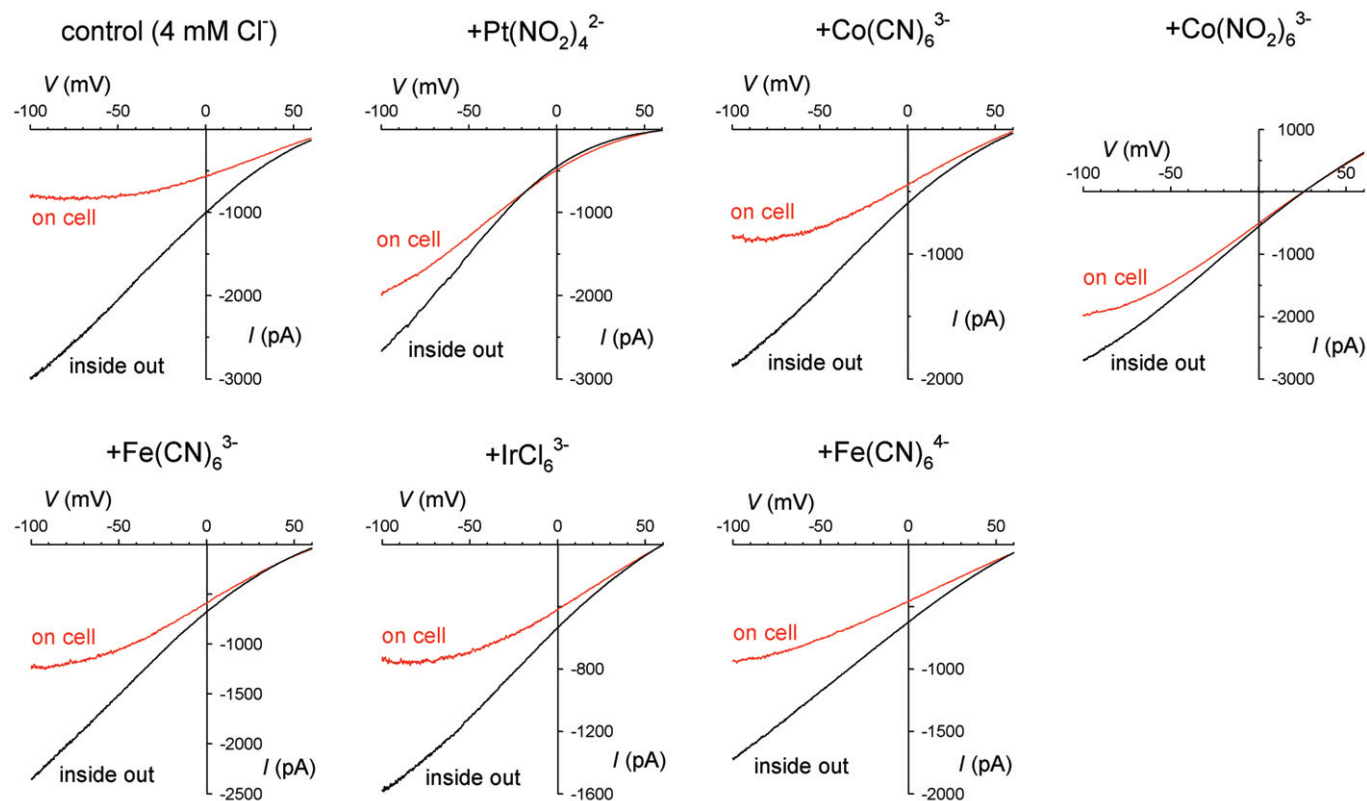 control (4 mM Cl⁻)
V (mV)
-100 -50 0 50
on cell
-1000
-2000
I (pA)
inside out
-3000
+Pt(NO₂)₄²⁻
V (mV)
-100 -50 0 50
-1000
on cell
-2000
I (pA)
inside out
-3000
+Co(CN)₆³⁻
V (mV)
-100 -50 0 50
on cell
-1000
I (pA)
inside out
-2000
+Co(NO₂)₆³⁻
1000
V (mV)
-100 -50 0 50
-1000
on cell
-2000
I (pA)
inside out
-3000
+Fe(CN)₆³⁻
V (mV)
-100 -50 0 50
on cell
-1000
-1500
-2000
I (pA)
inside out
-2500
+IrCl₆³⁻
V (mV)
-100 -50 0 50
on cell
-800
-1200
I (pA)
inside out
-1600
+Fe(CN)₆⁴⁻
V (mV)
-100 -50 0 50
on cell
-1000
-1500
I (pA)
inside out
-2000